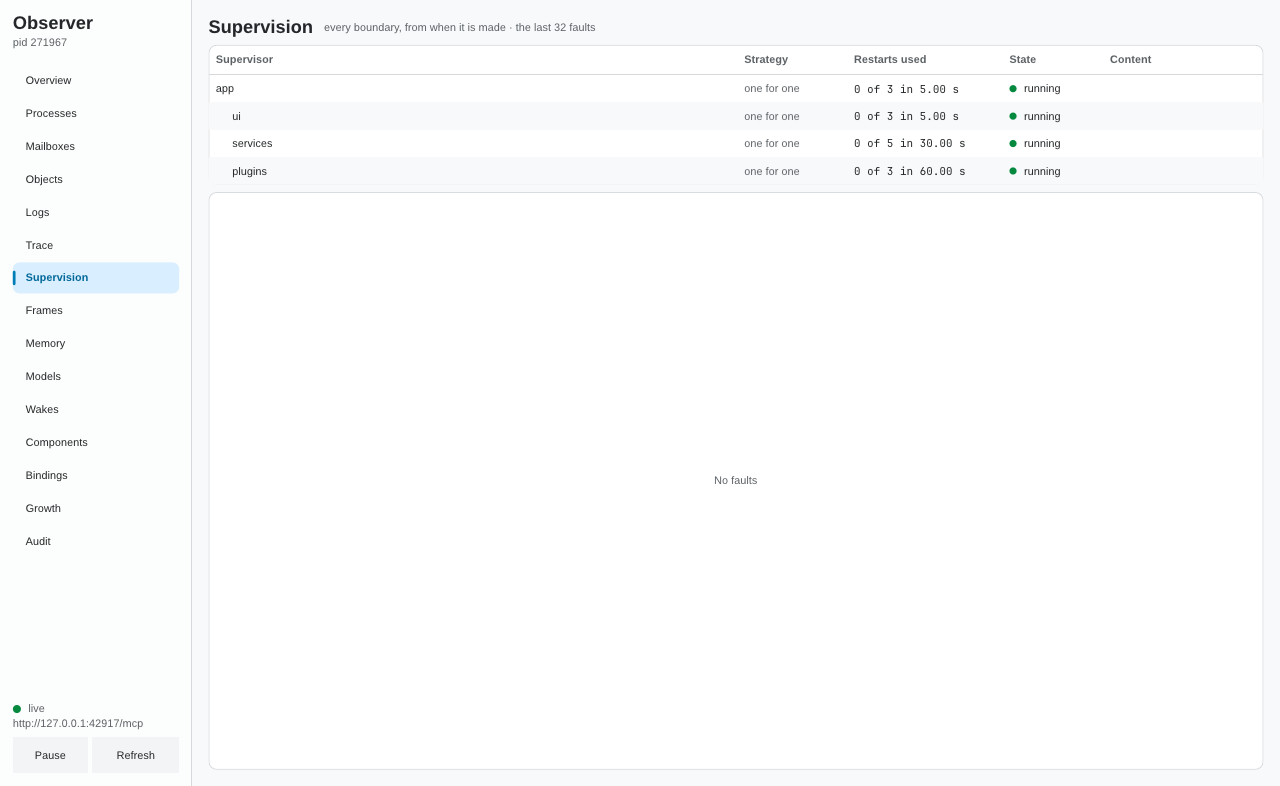 Observer
pid 271967
Overview
Processes
Mailboxes
Objects
Logs
Trace
Supervision
Frames
Memory
Models
Wakes
Components
Bindings
Growth
Audit
live
http://127.0.0.1:42917/mcp
Pause Refresh
Supervision every boundary, from when it is made · the last 32 faults
Supervisor Strategy Restarts used State Content
app one for one 0 of 3 in 5.00 s running
ui one for one 0 of 3 in 5.00 s running
services one for one 0 of 5 in 30.00 s running
plugins one for one 0 of 3 in 60.00 s running
No faults